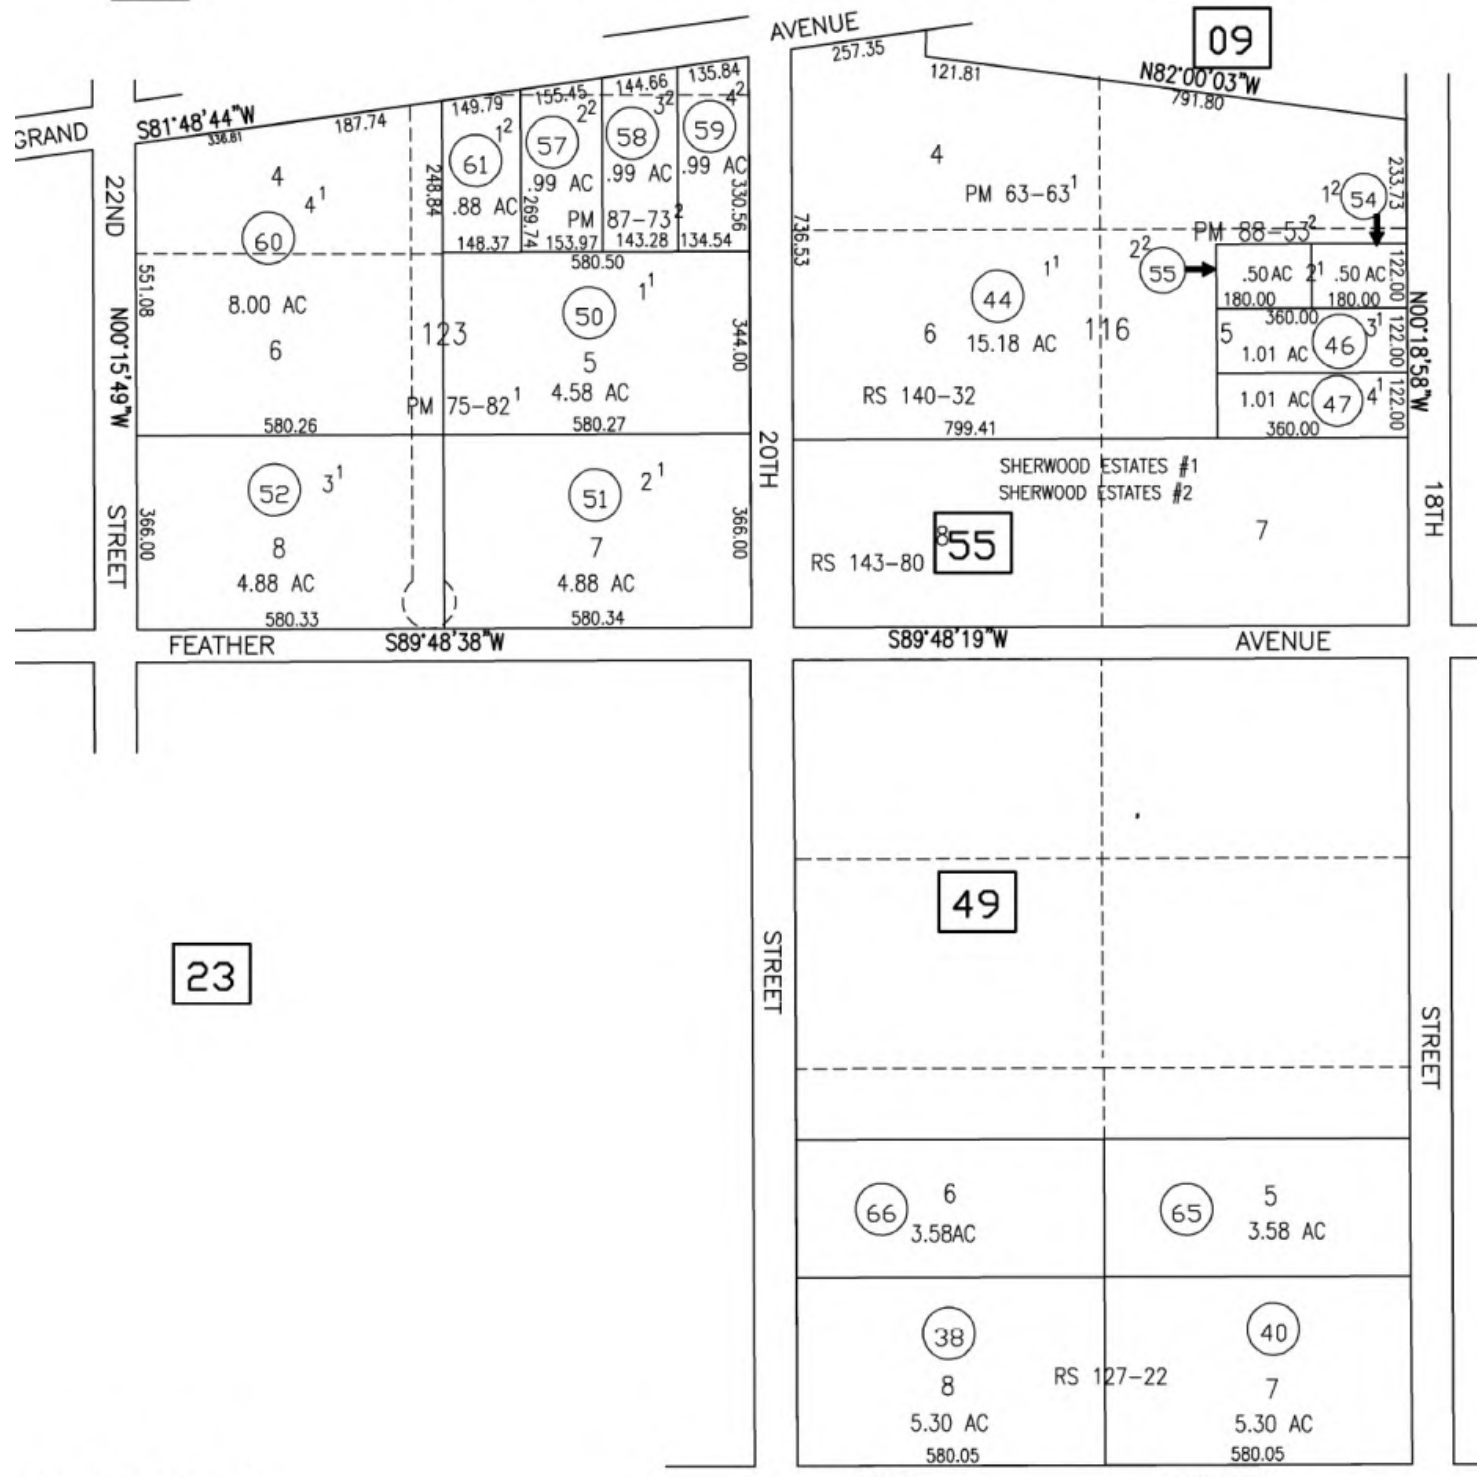 AVENUE
09
257.35
121.81
N82°00'03"W
791.80
135.84
144.66
155.45
149.79
187.74
GRAND
S81°48'44"W
336.81
1²
2²
3²
4²
61
57
58
59
.88 AC
.99 AC
.99 AC
.99 AC
248.84
269.74
330.56
PM 87-73²
148.37
153.97
143.28
134.54
580.50
22ND
STREET
4
4¹
60
8.00 AC
6
551.08
N00°15'49"W
123
50
1¹
5
4.58 AC
344.00
PM 75-82¹
580.26
580.27
52
3¹
8
4.88 AC
580.33
366.00
51
2¹
7
4.88 AC
580.34
366.00
20TH
STREET
736.53
4
PM 63-63¹
1²
54
233.73
PM 88-53²
2²
55
.50 AC
2¹
.50 AC
180.00
180.00
122.00
44
1¹
15.18 AC
6
116
360.00
5
1.01 AC
46
3¹
122.00
1.01 AC
47
4¹
122.00
360.00
N00°18'58"W
RS 140-32
799.41
SHERWOOD ESTATES #1
SHERWOOD ESTATES #2
8
55
7
RS 143-80
18TH
STREET
FEATHER
S89°48'38"W
S89°48'19"W
AVENUE
49
23
66
6
3.58AC
65
5
3.58 AC
38
8
5.30 AC
580.05
RS 127-22
40
7
5.30 AC
580.05